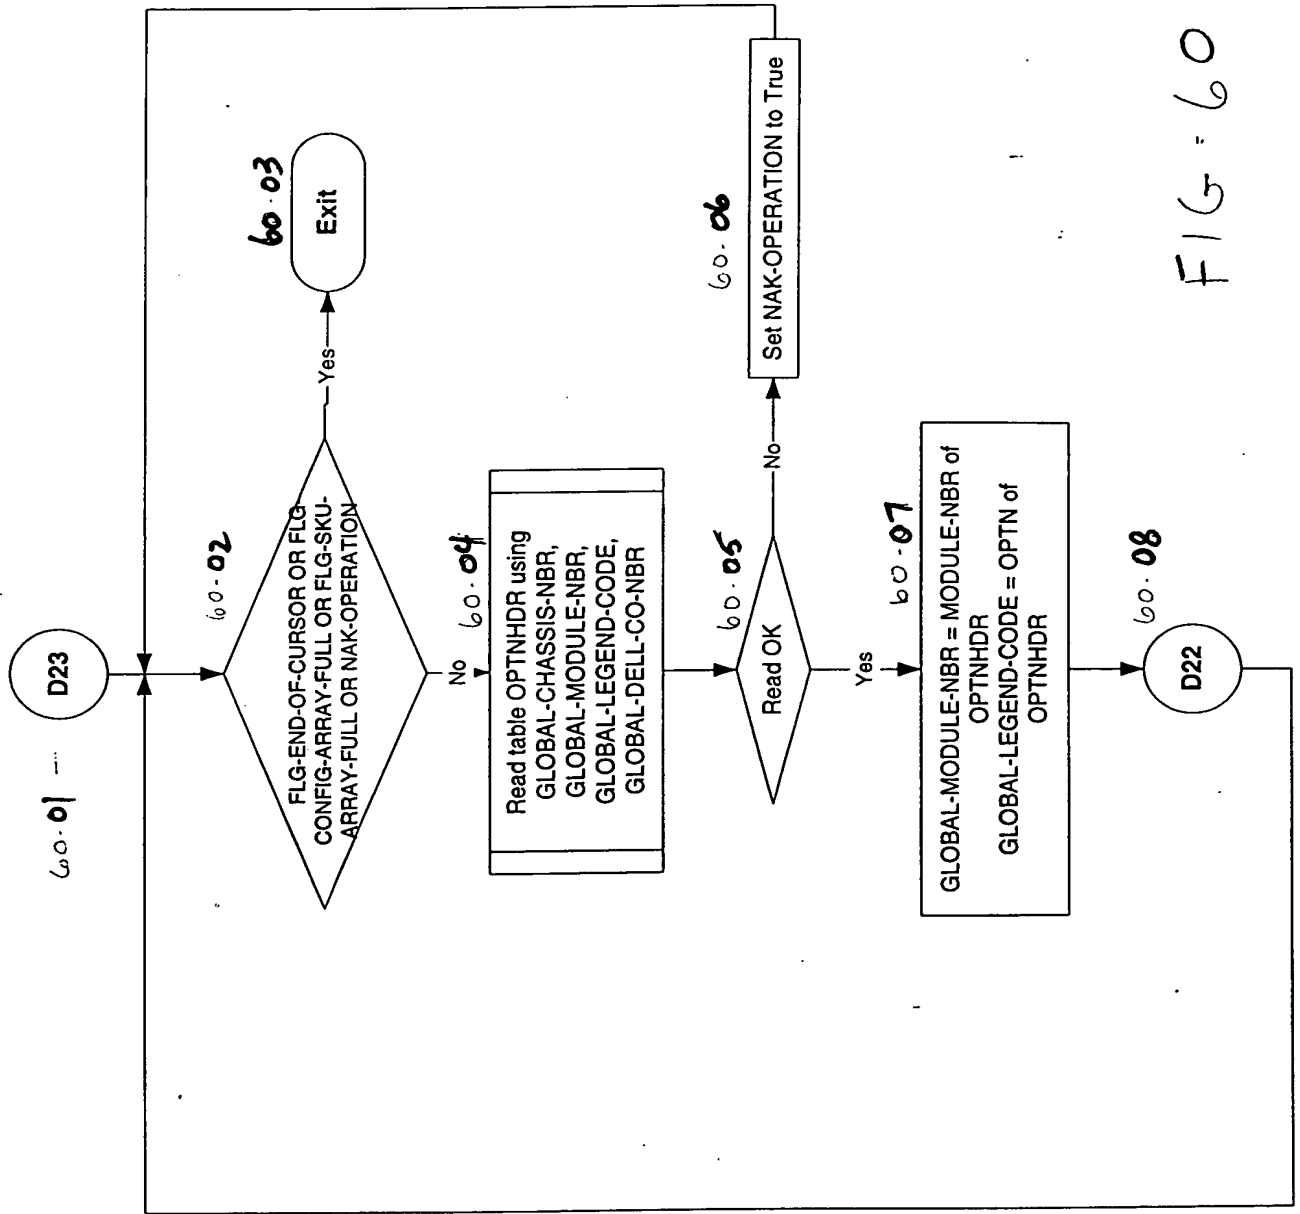 60.01
D23
60.02
FLG-END-OF-CURSOR OR FLG-
CONFIG-ARRAY-FULL OR FLG-SKU-
ARRAY-FULL OR NAK-OPERATION
Yes
60.03
Exit
No
60.04
Read table OPTNHDR using
GLOBAL-CHASSIS-NBR,
GLOBAL-MODULE-NBR,
GLOBAL-LEGEND-CODE,
GLOBAL-DELL-CO-NBR
60.05
Read OK
No
60.06
Set NAK-OPERATION to True
Yes
60.07
GLOBAL-MODULE-NBR = MODULE-NBR of
OPTNHDR
GLOBAL-LEGEND-CODE = OPTN of
OPTNHDR
60.08
D22
FIG. 60